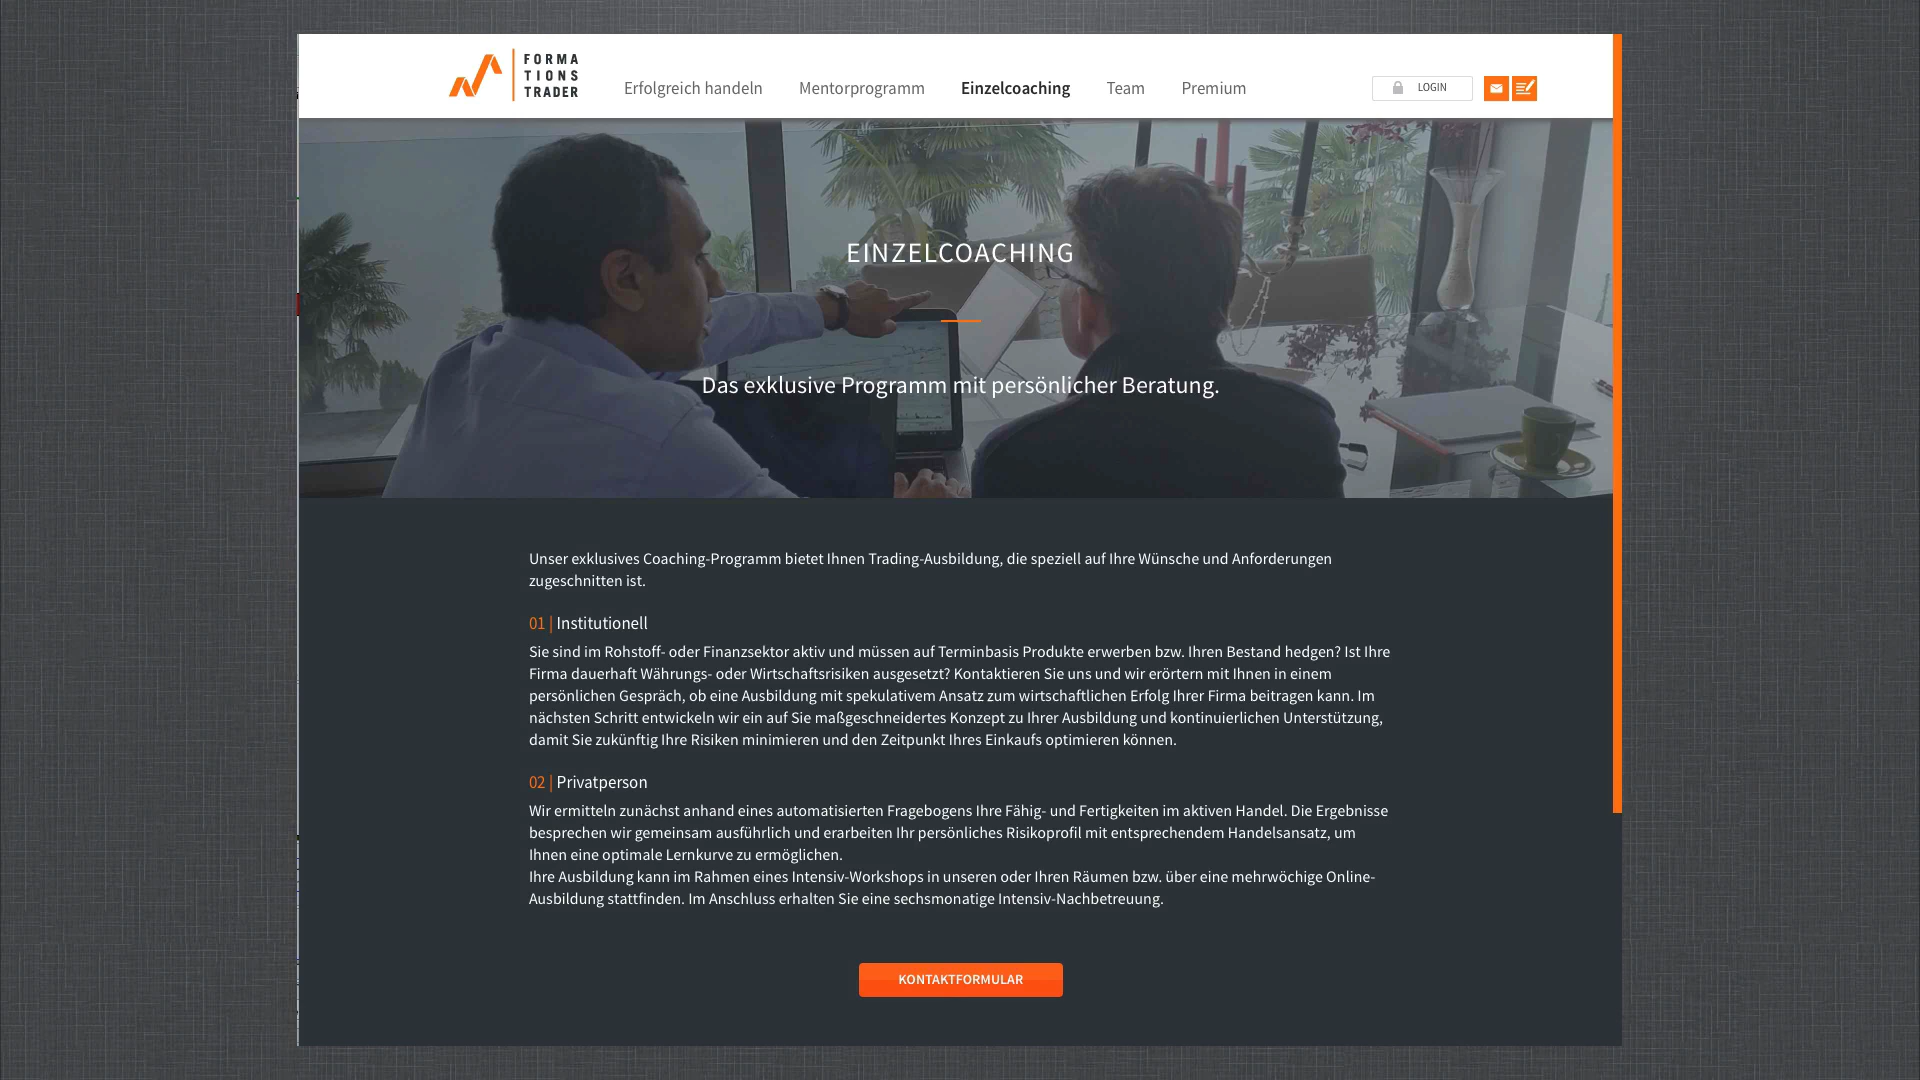 FORMA
TIONS
TRADER
Erfolgreich handeln
Mentorprogramm
Einzelcoaching
Team
Premium
LOGIN
EINZELCOACHING
Das exklusive Programm mit persönlicher Beratung.
Unser exklusives Coaching-Programm bietet Ihnen Trading-Ausbildung, die speziell auf Ihre Wünsche und Anforderungen
zugeschnitten ist.
01 | Institutionell
Sie sind im Rohstoff- oder Finanzsektor aktiv und müssen auf Terminbasis Produkte erwerben bzw. Ihren Bestand hedgen? Ist Ihre
Firma dauerhaft Währungs- oder Wirtschaftsrisiken ausgesetzt? Kontaktieren Sie uns und wir erörtern mit Ihnen in einem
persönlichen Gespräch, ob eine Ausbildung mit spekulativem Ansatz zum wirtschaftlichen Erfolg Ihrer Firma beitragen kann. Im
nächsten Schritt entwickeln wir ein auf Sie maßgeschneidertes Konzept zu Ihrer Ausbildung und kontinuierlichen Unterstützung,
damit Sie zukünftig Ihre Risiken minimieren und den Zeitpunkt Ihres Einkaufs optimieren können.
02 | Privatperson
Wir ermitteln zunächst anhand eines automatisierten Fragebogens Ihre Fähig- und Fertigkeiten im aktiven Handel. Die Ergebnisse
besprechen wir gemeinsam ausführlich und erarbeiten Ihr persönliches Risikoprofil mit entsprechendem Handelsansatz, um
Ihnen eine optimale Lernkurve zu ermöglichen.
Ihre Ausbildung kann im Rahmen eines Intensiv-Workshops in unseren oder Ihren Räumen bzw. über eine mehrwöchige Online-
Ausbildung stattfinden. Im Anschluss erhalten Sie eine sechsmonatige Intensiv-Nachbetreuung.
KONTAKTFORMULAR